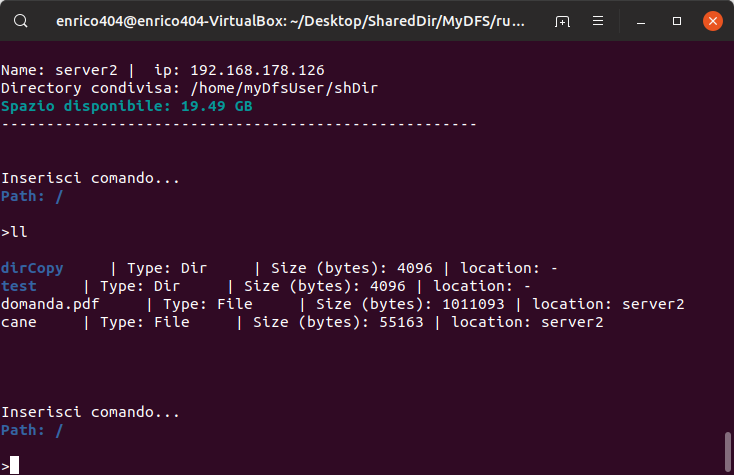 enrico404@enrico404-VirtualBox: ~/Desktop/SharedDir/MyDFS/ru...
Name: server2 |  ip: 192.168.178.126
Directory condivisa: /home/myDfsUser/shDir
Spazio disponibile: 19.49 GB
-----------------------------------------------------
Inserisci comando...
Path: /
>ll
dirCopy     | Type: Dir     | Size (bytes): 4096 | location: -
test     | Type: Dir     | Size (bytes): 4096 | location: -
domanda.pdf     | Type: File     | Size (bytes): 1011093 | location: server2
cane     | Type: File     | Size (bytes): 55163 | location: server2
Inserisci comando...
Path: /
>